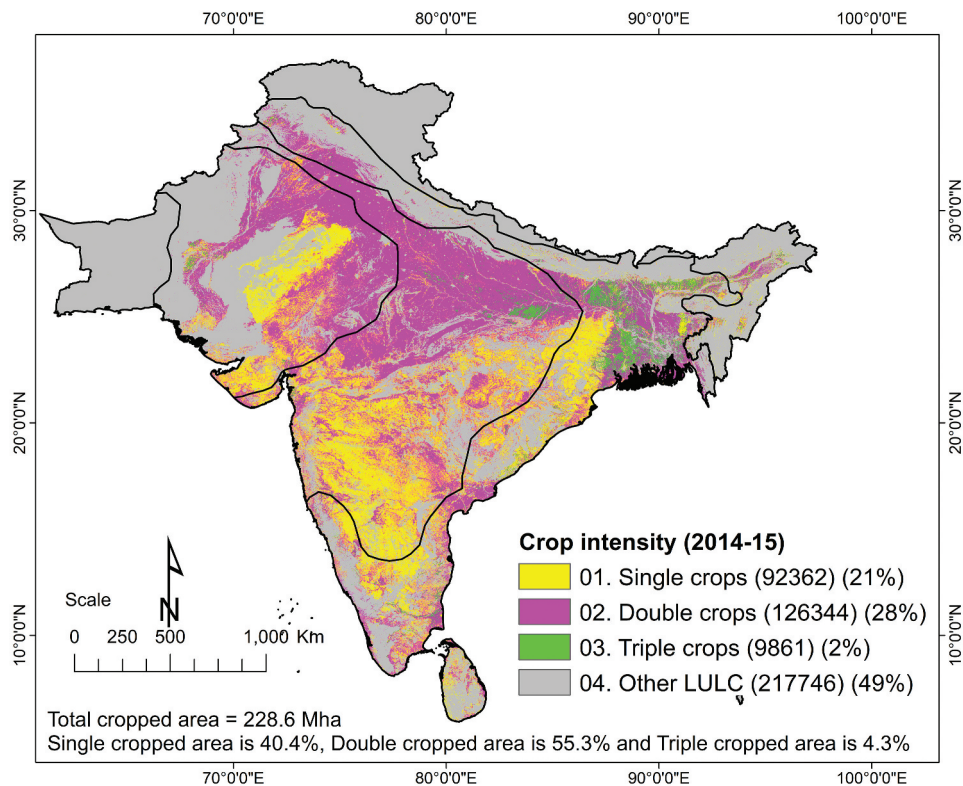 70°0'0"E 80°0'0"E 90°0'0"E 100°0'0"E
30°0'0"N 30°0'0"N
20°0'0"N 20°0'0"N
10°0'0"N 10°0'0"N
Crop intensity (2014-15)
01. Single crops (92362) (21%)
02. Double crops (126344) (28%)
03. Triple crops (9861) (2%)
04. Other LULC (217746) (49%)
N
Scale
0 250 500 1,000 Km
Total cropped area = 228.6 Mha
Single cropped area is 40.4%, Double cropped area is 55.3% and Triple cropped area is 4.3%
70°0'0"E 80°0'0"E 90°0'0"E 100°0'0"E